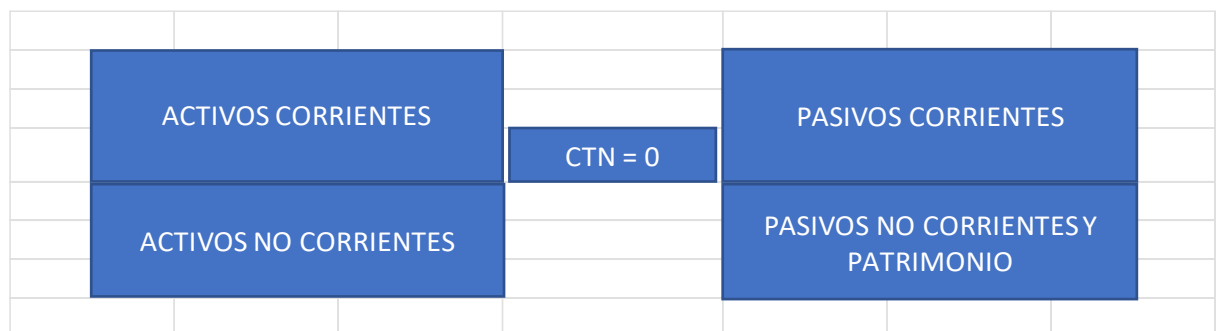 ACTIVOS CORRIENTES
PASIVOS CORRIENTES
CTN = 0
ACTIVOS NO CORRIENTES
PASIVOS NO CORRIENTES Y
PATRIMONIO